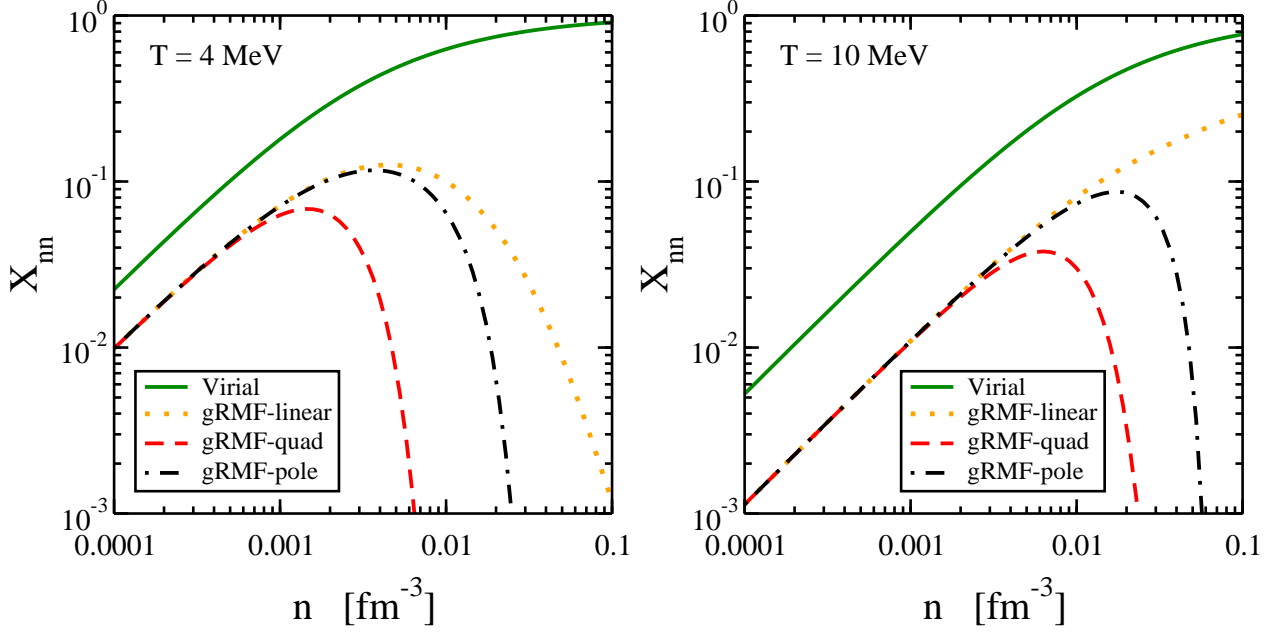 T = 4 MeV
X_nn
10^0
10^-1
10^-2
10^-3
Virial
gRMF-linear
gRMF-quad
gRMF-pole
0.0001
0.001
0.01
0.1
n [fm^-3]
T = 10 MeV
X_nn
10^0
10^-1
10^-2
10^-3
Virial
gRMF-linear
gRMF-quad
gRMF-pole
0.0001
0.001
0.01
0.1
n [fm^-3]